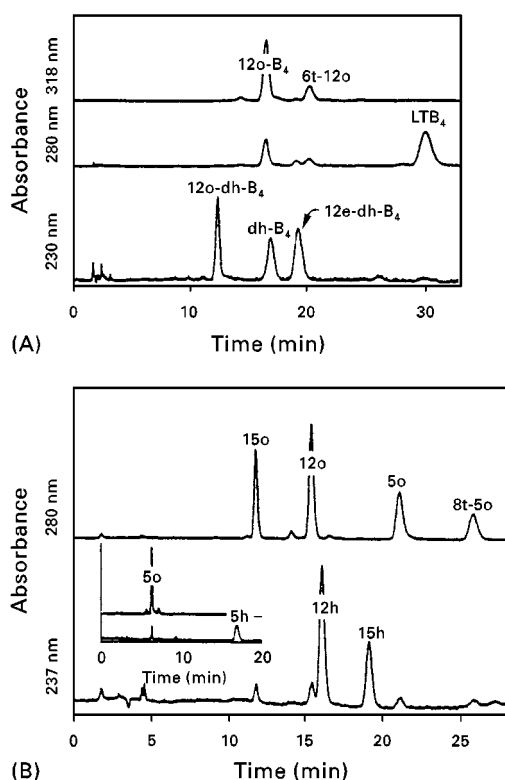 318 nm
280 nm
230 nm
Absorbance
12o-B₄
6t-12o
LTB₄
12o-dh-B₄
dh-B₄
12e-dh-B₄
0 10 20 30
Time (min)
(A)
280 nm
237 nm
Absorbance
15o
12o
5o
8t-5o
5o
5h
0 10 20
Time (min)
12h
15h
0 5 10 15 20 25
Time (min)
(B)